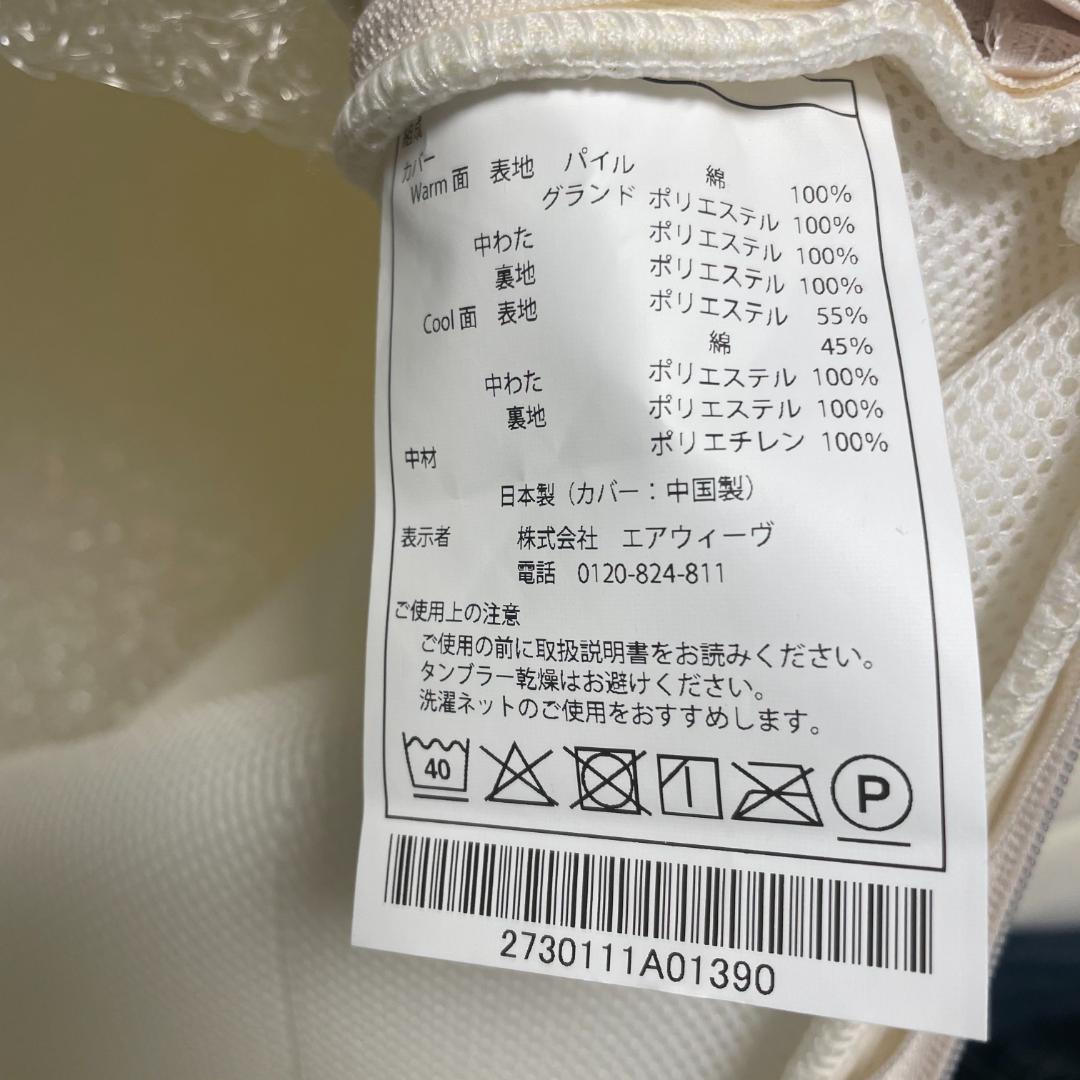 カバー
Warm面 表地 パイル 綿 100%
グランド ポリエステル 100%
中わた ポリエステル 100%
裏地 ポリエステル 100%
Cool面 表地 ポリエステル 55%
綿 45%
中わた ポリエステル 100%
裏地 ポリエステル 100%
中材 ポリエチレン 100%
日本製（カバー：中国製）
表示者 株式会社 エアウィーヴ
電話 0120-824-811
ご使用上の注意
ご使用の前に取扱説明書をお読みください。
タンブラー乾燥はお避けください。
洗濯ネットのご使用をおすすめします。
40 P
2730111A01390